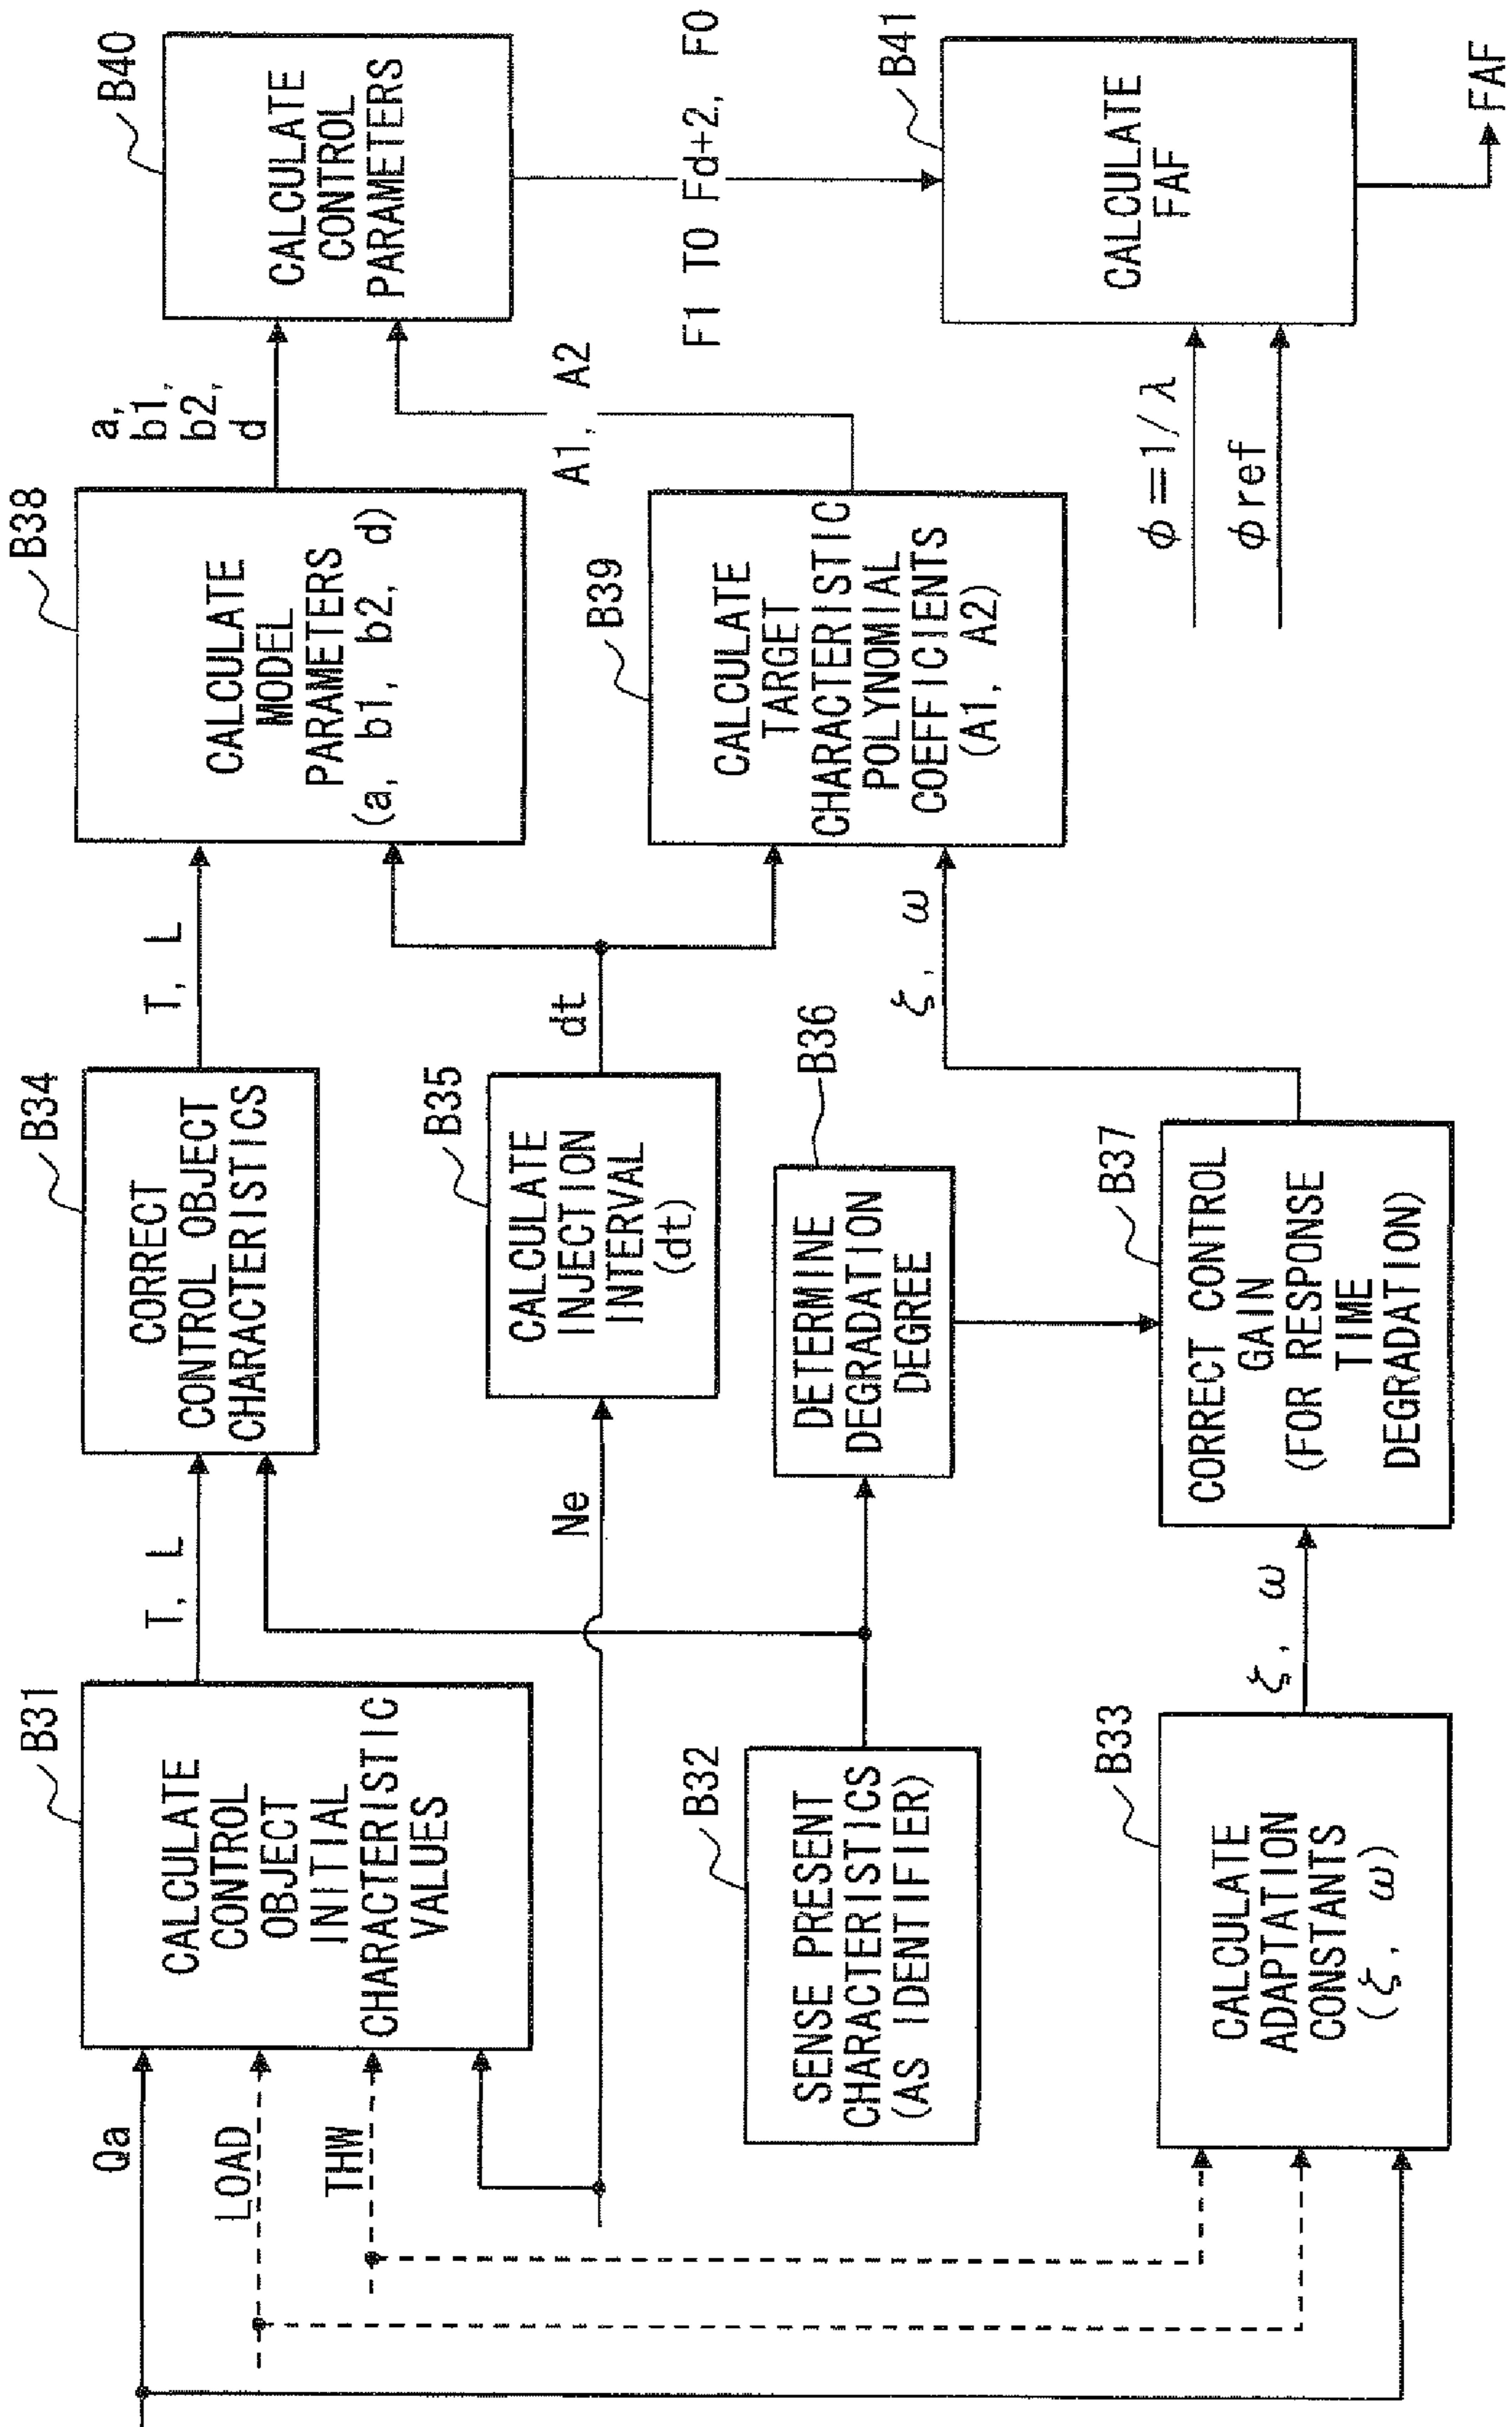 B31
CALCULATE
CONTROL
OBJECT
INITIAL
CHARACTERISTIC
VALUES
Qa
LOAD
THW
T, L
B34
CORRECT
CONTROL OBJECT
CHARACTERISTICS
T, L
B38
CALCULATE
MODEL
PARAMETERS
(a, b1, b2, d)
a,
b1,
b2,
d
B40
CALCULATE
CONTROL
PARAMETERS
Ne
B35
CALCULATE
INJECTION
INTERVAL
(dt)
dt
B32
SENSE PRESENT
CHARACTERISTICS
(AS IDENTIFIER)
B36
DETERMINE
DEGRADATION
DEGREE
B39
CALCULATE
TARGET
CHARACTERISTIC
POLYNOMIAL
COEFFICIENTS
(A1, A2)
A1, A2
F1 TO Fd+2, F0
B33
CALCULATE
ADAPTATION
CONSTANTS
(ζ, ω)
ζ, ω
B37
CORRECT CONTROL
GAIN
(FOR RESPONSE
TIME
DEGRADATION)
ζ, ω
φ=1/λ
φref
B41
CALCULATE
FAF
FAF